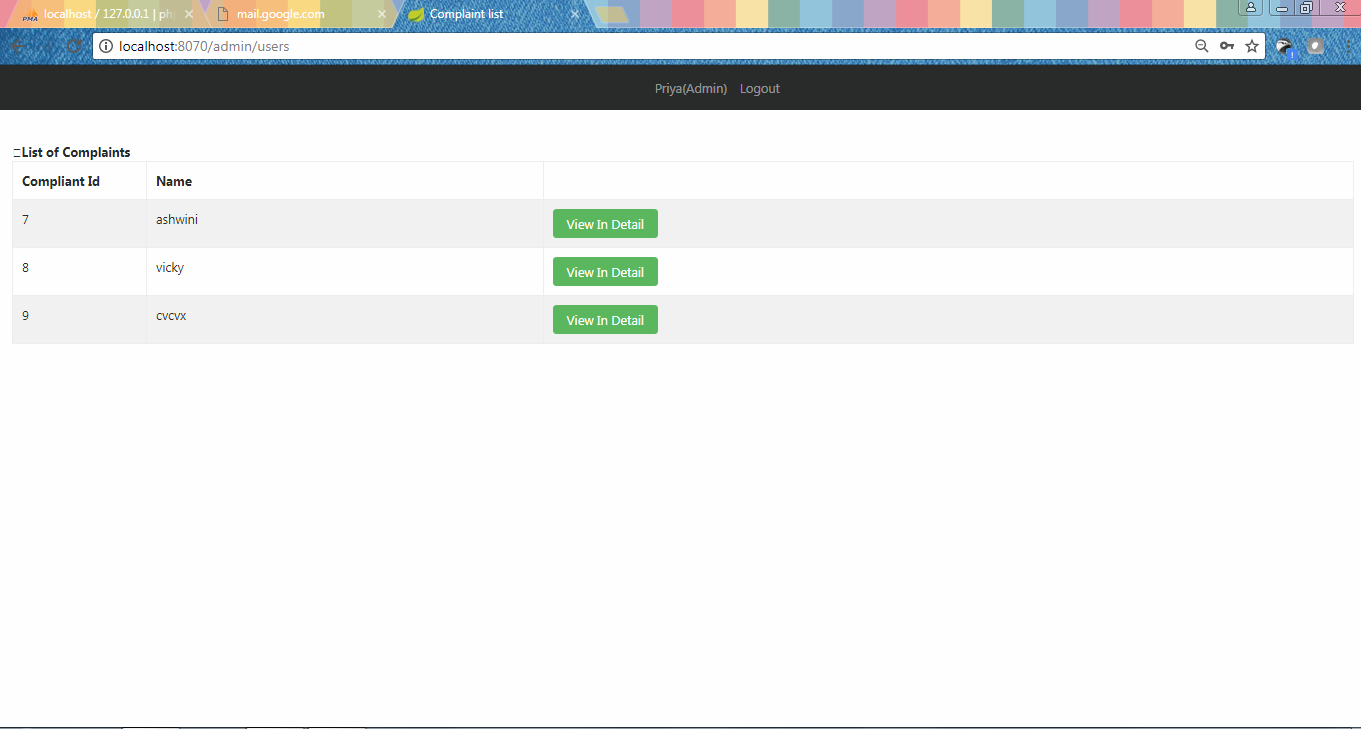 PMA localhost / 127.0.0.1 | ph
mail.google.com
Complaint list
localhost:8070/admin/users
Priya(Admin) Logout
List of Complaints
Compliant Id Name
7 ashwini View In Detail
8 vicky View In Detail
9 cvcvx View In Detail